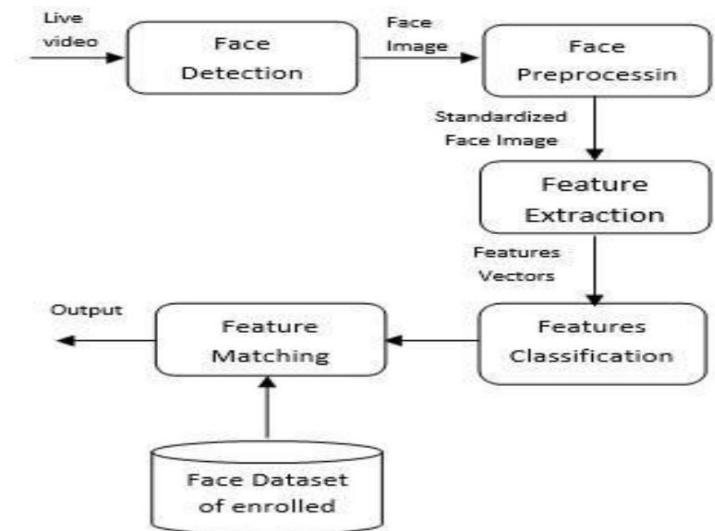 Live
video
Face
Detection
Face
Image
Face
Preprocessin
Standardized
Face Image
Feature
Extraction
Features
Vectors
Features
Classification
Feature
Matching
Output
Face Dataset
of enrolled